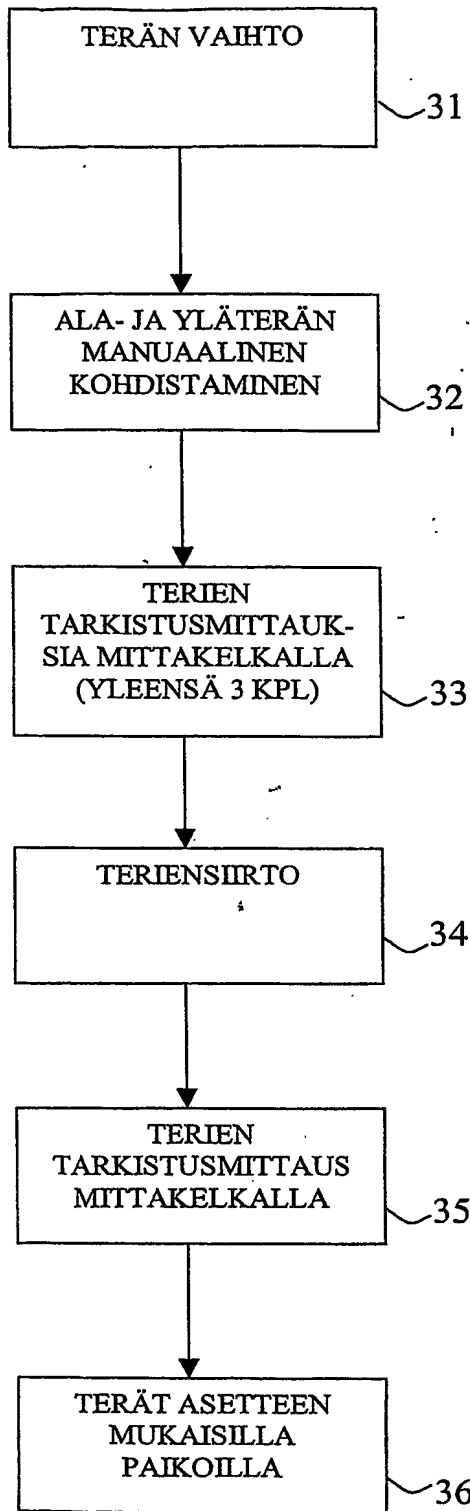 TERÄN VAIHTO
31
ALA- JA YLÄTERÄN
MANUAALINEN
KOHDISTAMINEN
32
TERIEN
TARKISTUSMITTAUK-
SIA MITTAKELKALLA
(YLEENSÄ 3 KPL)
33
TERIENSIIRTO
34
TERIEN
TARKISTUSMITTAUS
MITTAKELKALLA
35
TERÄT ASETTEEN
MUKAISILLA
PAIKOILLA
36